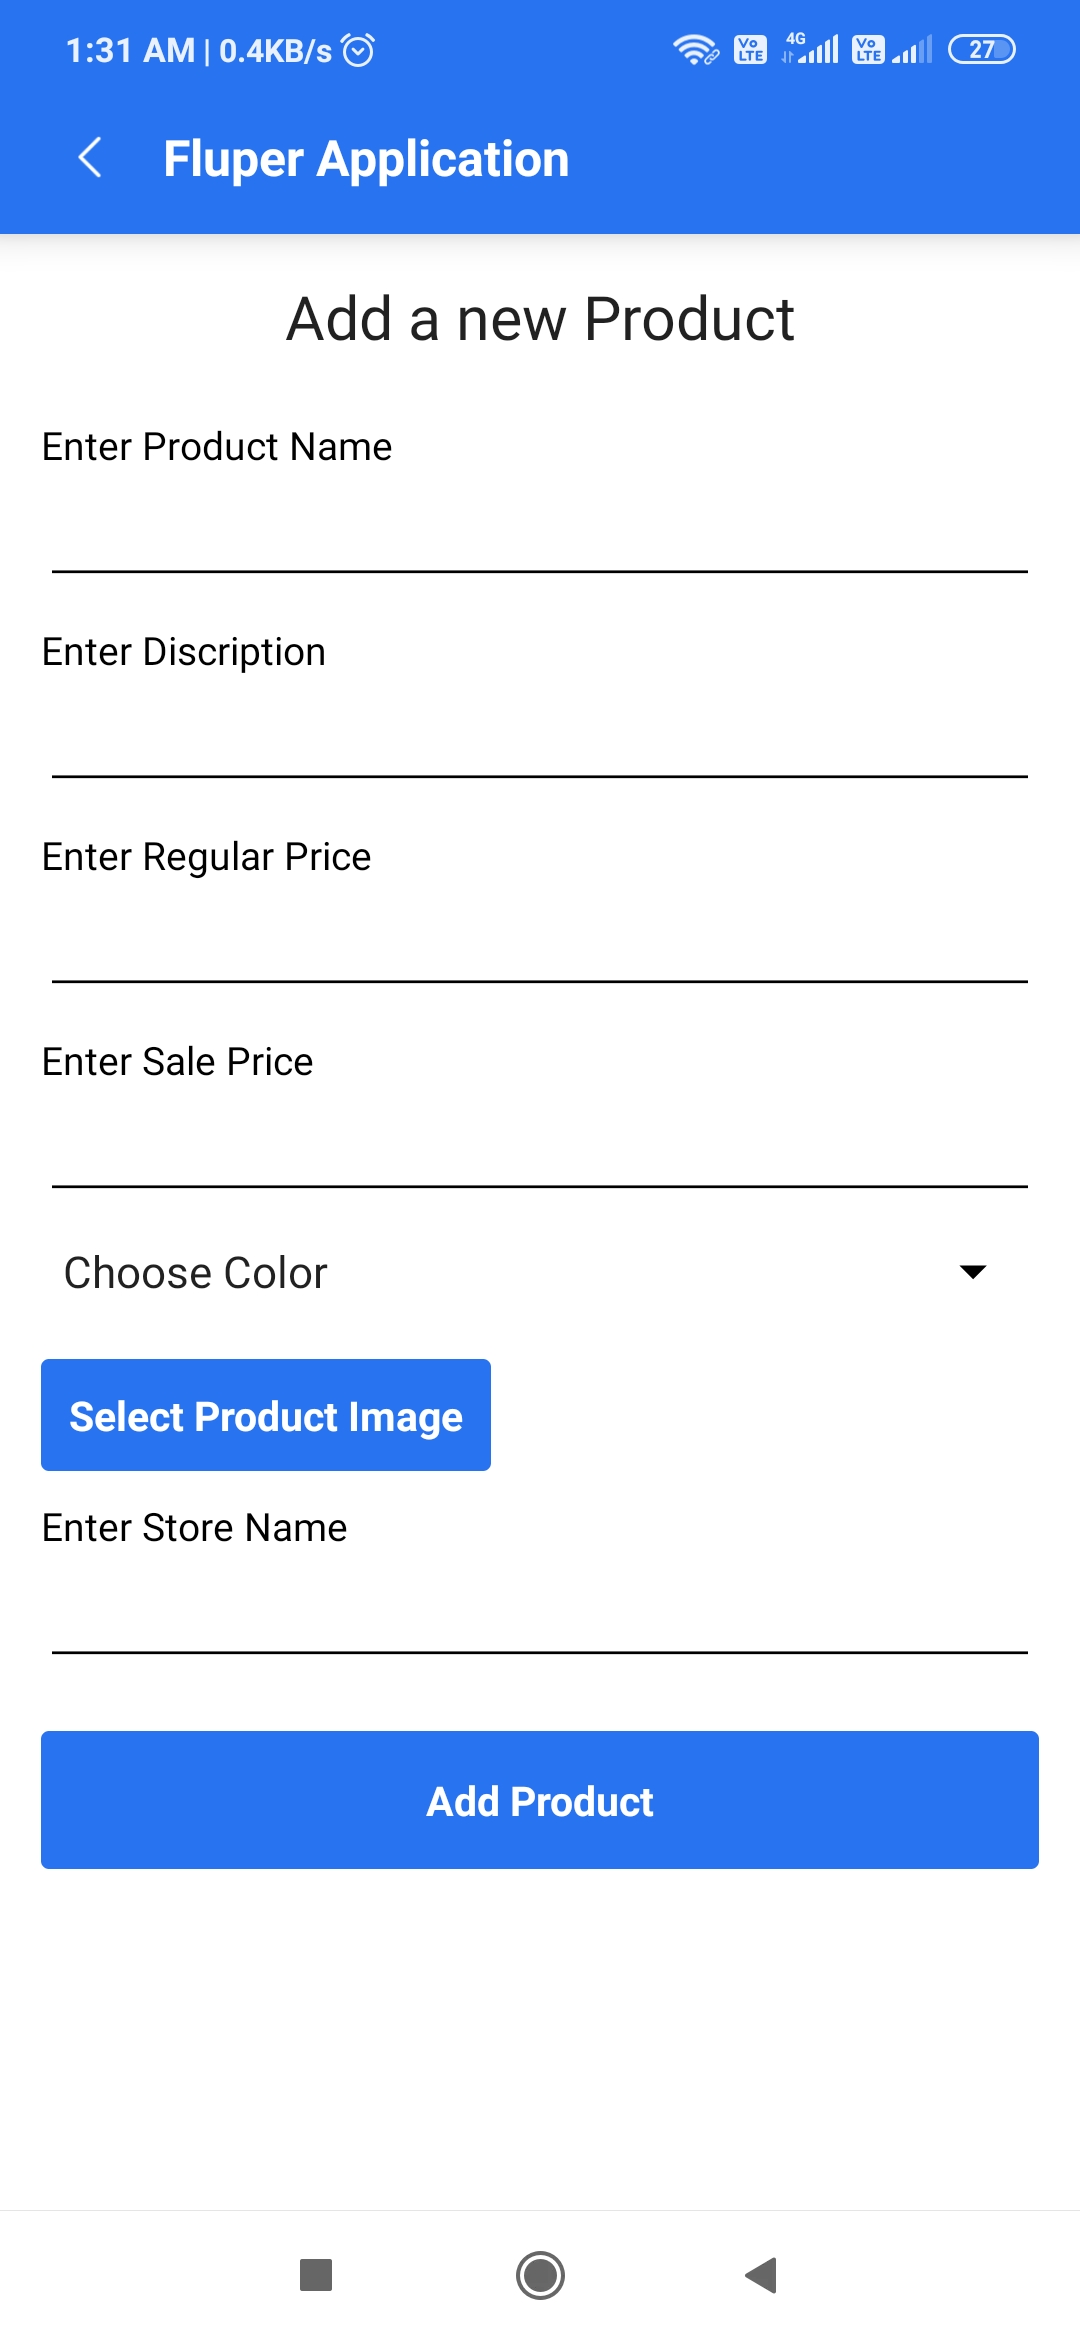 1:31 AM | 0.4KB/s Vo LTE 4G Vo LTE 27
Fluper Application
Add a new Product
Enter Product Name
Enter Discription
Enter Regular Price
Enter Sale Price
Choose Color
Select Product Image
Enter Store Name
Add Product